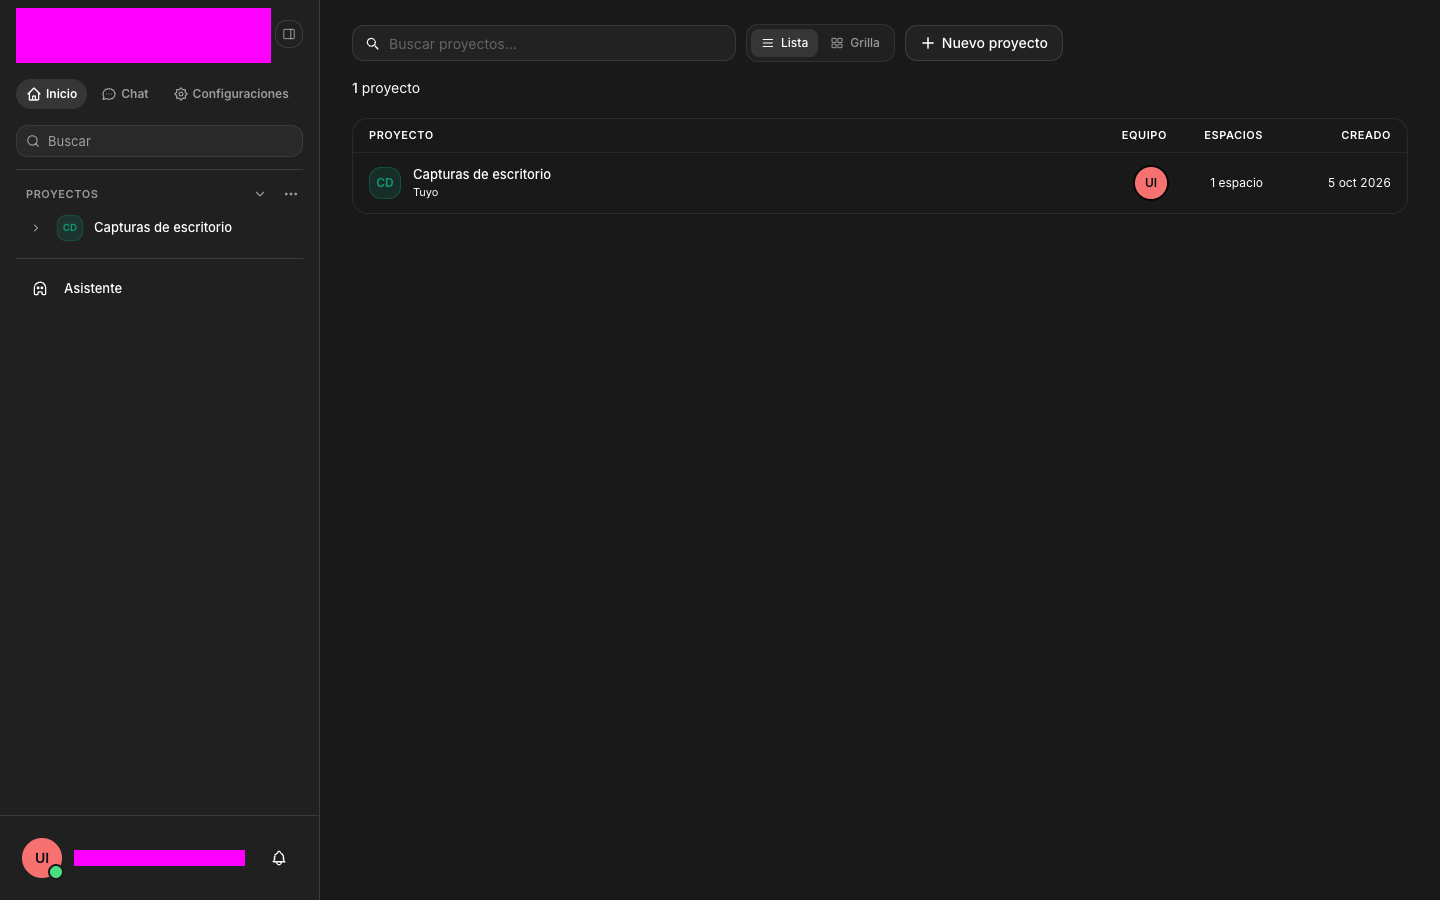 Inicio
Chat
Configuraciones
Buscar
PROYECTOS
CD
Capturas de escritorio
Asistente
UI
Buscar proyectos...
Lista
Grilla
Nuevo proyecto
1 proyecto
PROYECTO
EQUIPO
ESPACIOS
CREADO
CD
Capturas de escritorio
Tuyo
UI
1 espacio
5 oct 2026